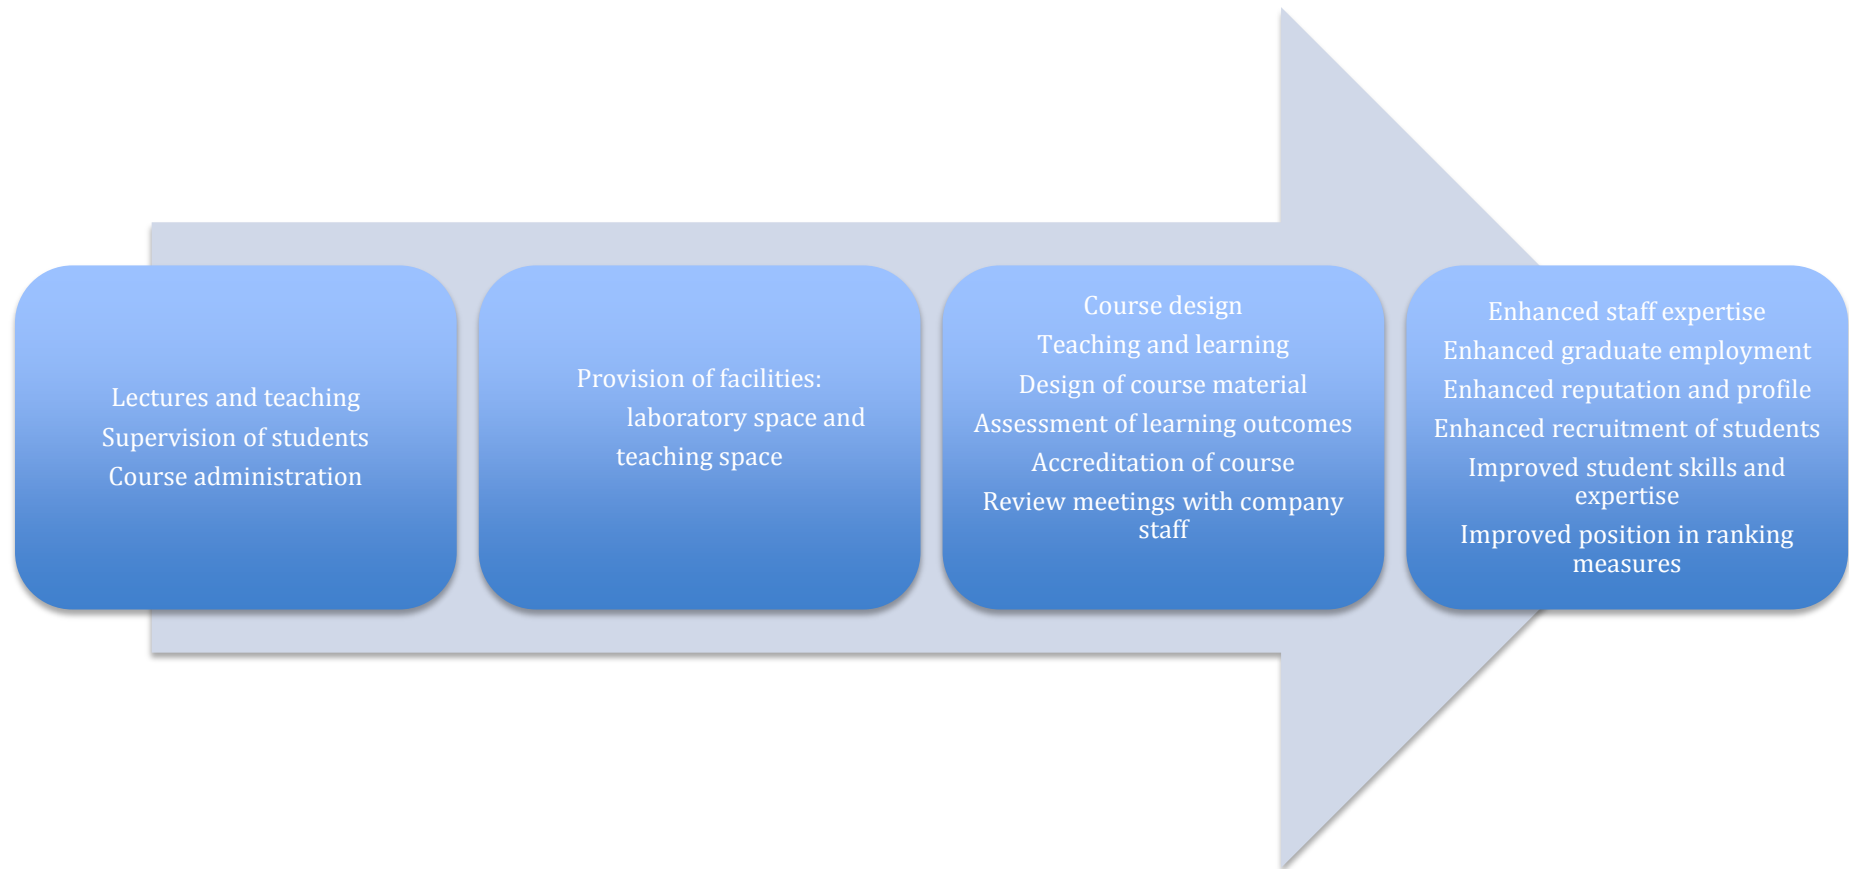 Lectures and teaching
Supervision of students
Course administration
Provision of facilities:
laboratory space and
teaching space
Course design
Teaching and learning
Design of course material
Assessment of learning outcomes
Accreditation of course
Review meetings with company
staff
Enhanced staff expertise
Enhanced graduate employment
Enhanced reputation and profile
Enhanced recruitment of students
Improved student skills and
expertise
Improved position in ranking
measures